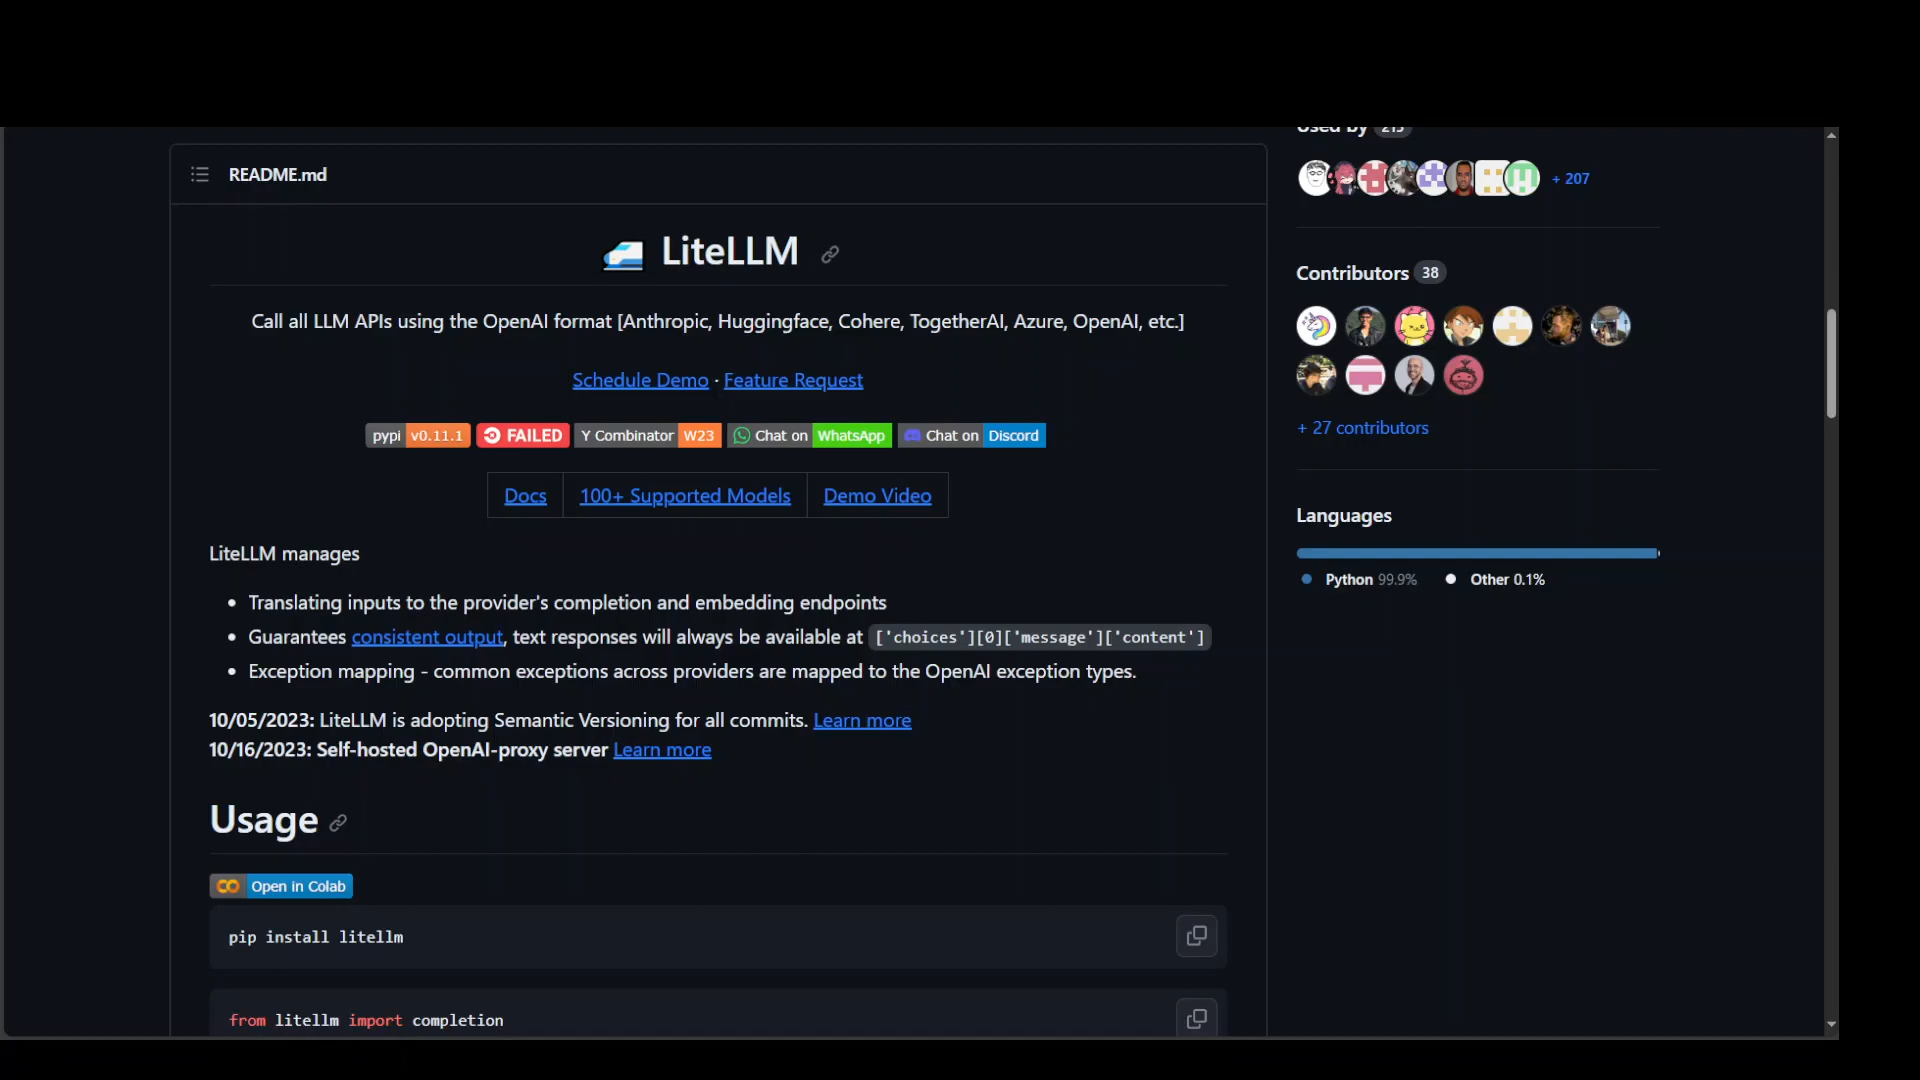 README.md
LiteLLM
Call all LLM APIs using the OpenAI format [Anthropic, Huggingface, Cohere, TogetherAI, Azure, OpenAI, etc.]
Schedule Demo · Feature Request
pypi v0.11.1 FAILED Y Combinator W23 Chat on WhatsApp Chat on Discord
Docs 100+ Supported Models Demo Video
LiteLLM manages
• Translating inputs to the provider's completion and embedding endpoints
• Guarantees consistent output, text responses will always be available at ['choices'][0]['message']['content']
• Exception mapping - common exceptions across providers are mapped to the OpenAI exception types.
10/05/2023: LiteLLM is adopting Semantic Versioning for all commits. Learn more
10/16/2023: Self-hosted OpenAI-proxy server Learn more
Usage
Open in Colab
pip install litellm
from litellm import completion
Used by 215
+ 207
Contributors 38
+ 27 contributors
Languages
Python 99.9% Other 0.1%